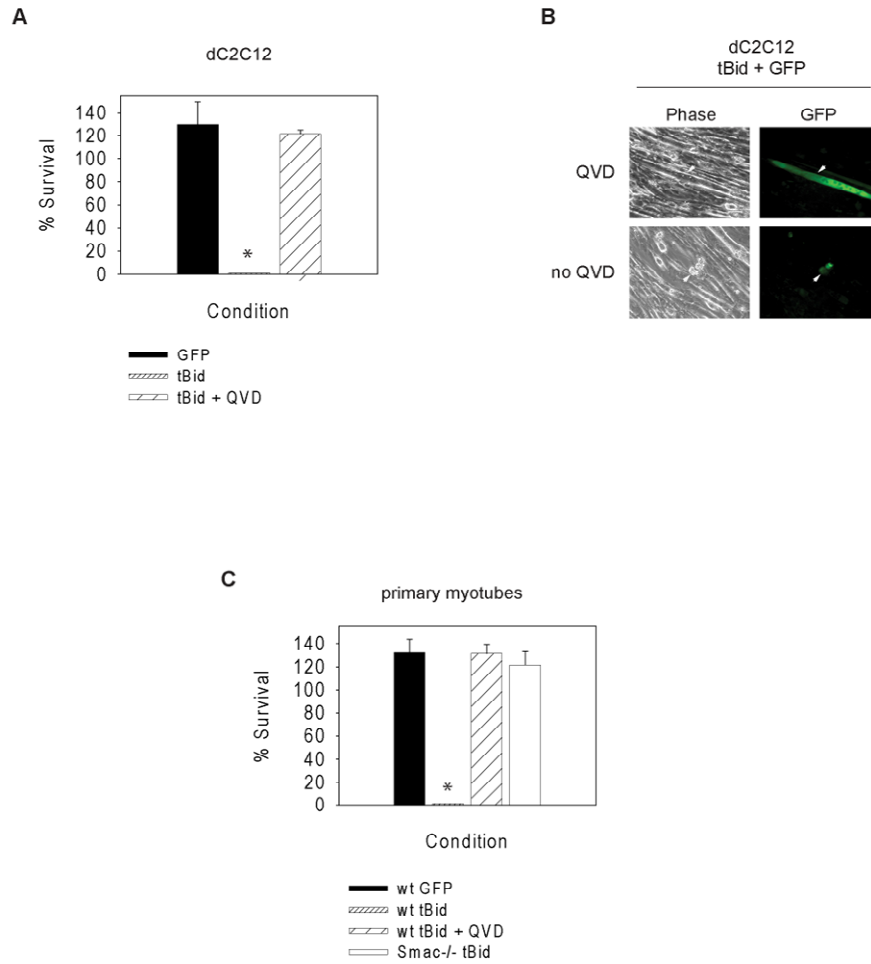 A
dC2C12
140
120
100
80
60
40
20
0
% Survival
*
Condition
GFP
tBid
tBid + QVD
B
dC2C12
tBid + GFP
Phase
GFP
QVD
no QVD
C
primary myotubes
140
120
100
80
60
40
20
0
% Survival
*
Condition
wt GFP
wt tBid
wt tBid + QVD
Smac-/- tBid